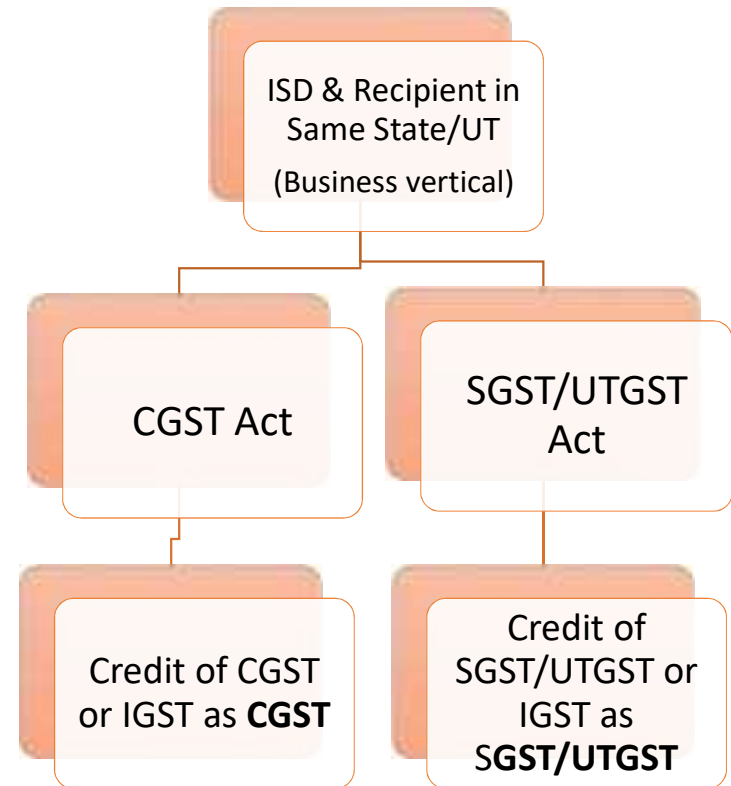 ISD & Recipient in
Same State/UT
(Business vertical)
CGST Act
SGST/UTGST
Act
Credit of CGST
or IGST as CGST
Credit of
SGST/UTGST or
IGST as
SGST/UTGST